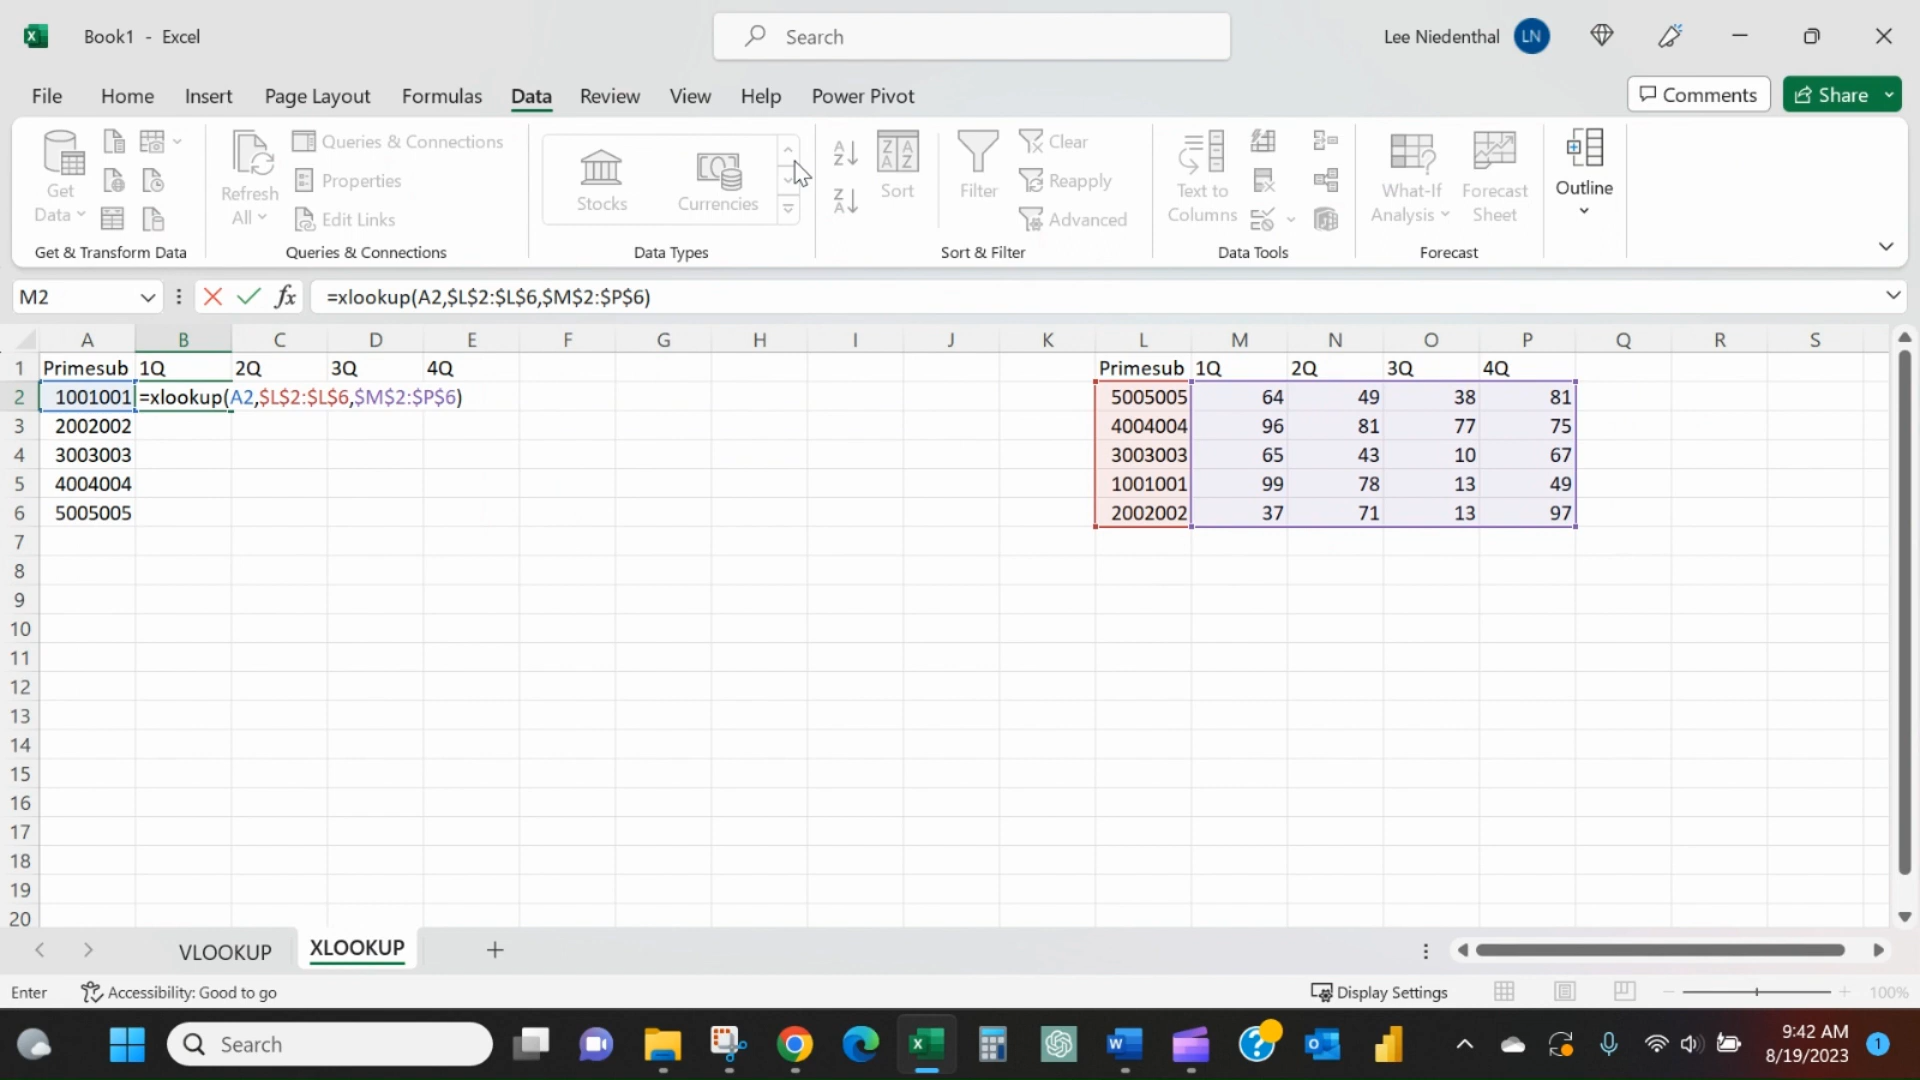 Book1 - Excel
Search
Lee Niedenthal LN
File Home Insert Page Layout Formulas Data Review View Help Power Pivot
Comments Share
Get Data
Get & Transform Data
Refresh All
Queries & Connections
Properties
Edit Links
Queries & Connections
Stocks
Currencies
Data Types
Sort
Filter
Clear
Reapply
Advanced
Sort & Filter
Text to Columns
Data Tools
What-If Analysis
Forecast Sheet
Forecast
Outline
M2 fx =xlookup(A2,$L$2:$L$6,$M$2:$P$6)
A B C D E F G H I J K L M N O P Q R S
1 Primesub 1Q 2Q 3Q 4Q Primesub 1Q 2Q 3Q 4Q
2 1001001 =xlookup(A2,$L$2:$L$6,$M$2:$P$6) 5005005 64 49 38 81
3 2002002 4004004 96 81 77 75
4 3003003 3003003 65 43 10 67
5 4004004 1001001 99 78 13 49
6 5005005 2002002 37 71 13 97
7
8
9
10
11
12
13
14
15
16
17
18
19
20
VLOOKUP XLOOKUP
Enter Accessibility: Good to go Display Settings 100%
Search
9:42 AM
8/19/2023
1